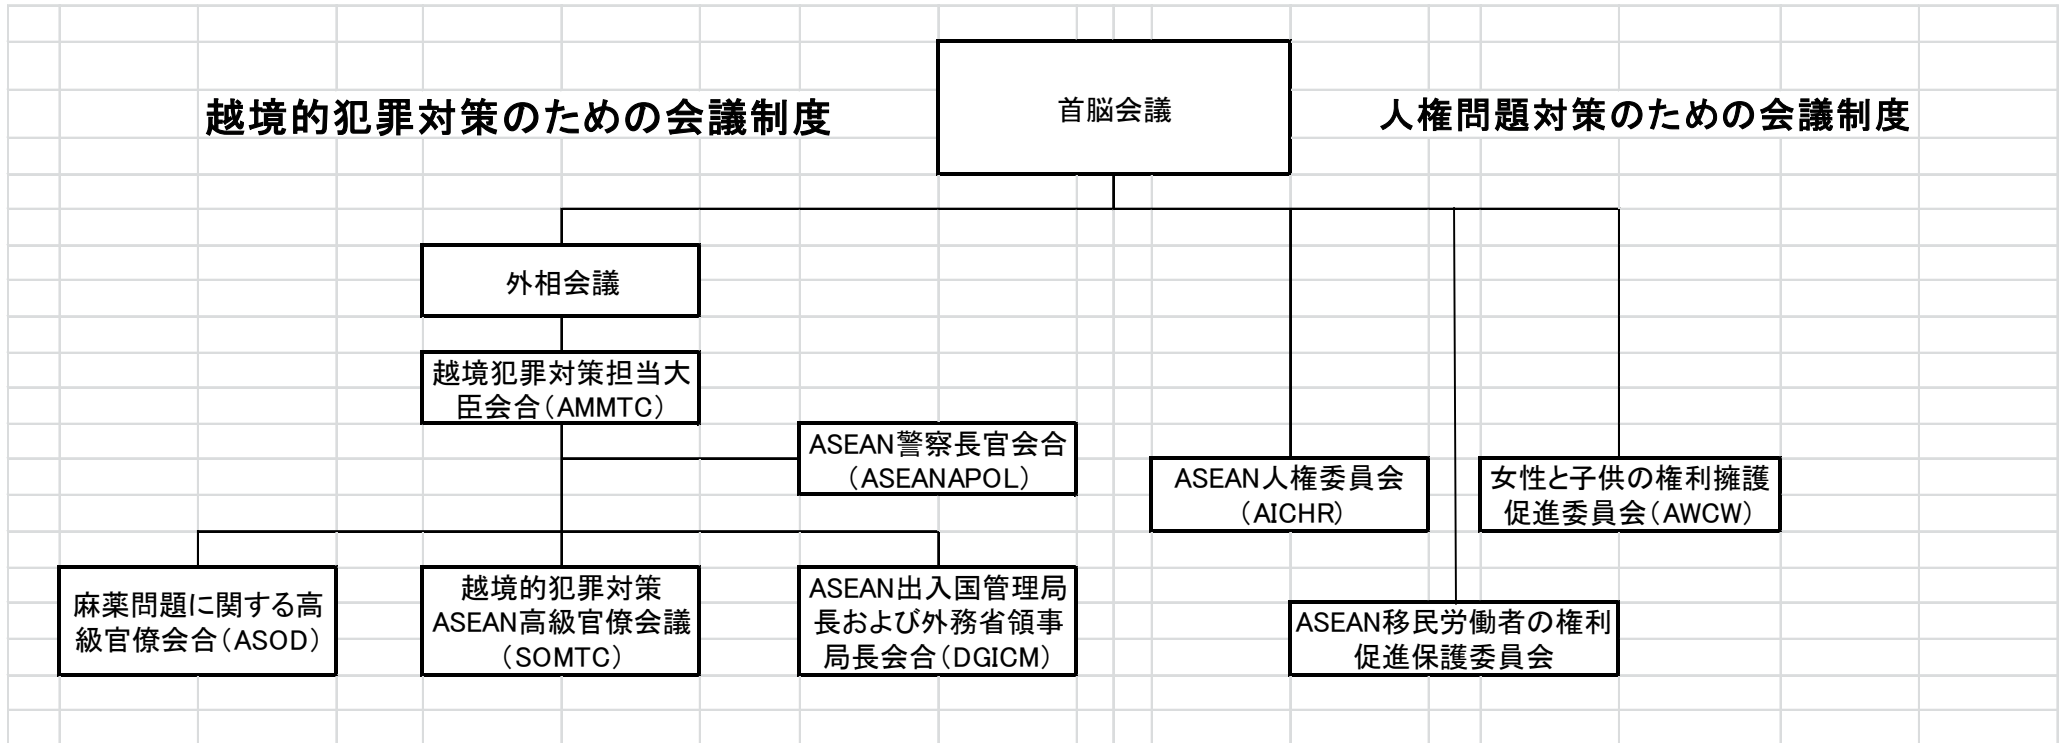 越境的犯罪対策のための会議制度
首脳会議
人権問題対策のための会議制度
外相会議
越境犯罪対策担当大
臣会合(AMMTC)
ASEAN警察長官会合
(ASEANAPOL)
ASEAN人権委員会
(AICHR)
女性と子供の権利擁護
促進委員会(AWCW)
麻薬問題に関する高
級官僚会合(ASOD)
越境的犯罪対策
ASEAN高級官僚会議
(SOMTC)
ASEAN出入国管理局
長および外務省領事
局長会合(DGICM)
ASEAN移民労働者の権利
促進保護委員会